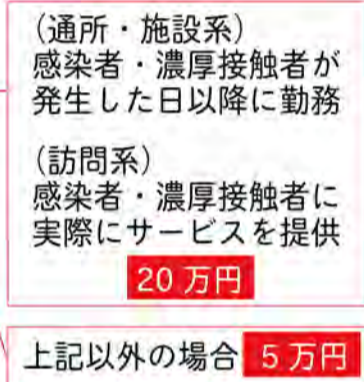 （通所・施設系）
感染者・濃厚接触者が
発生した日以降に勤務
（訪問系）
感染者・濃厚接触者に
実際にサービスを提供
20 万円
上記以外の場合 5 万円